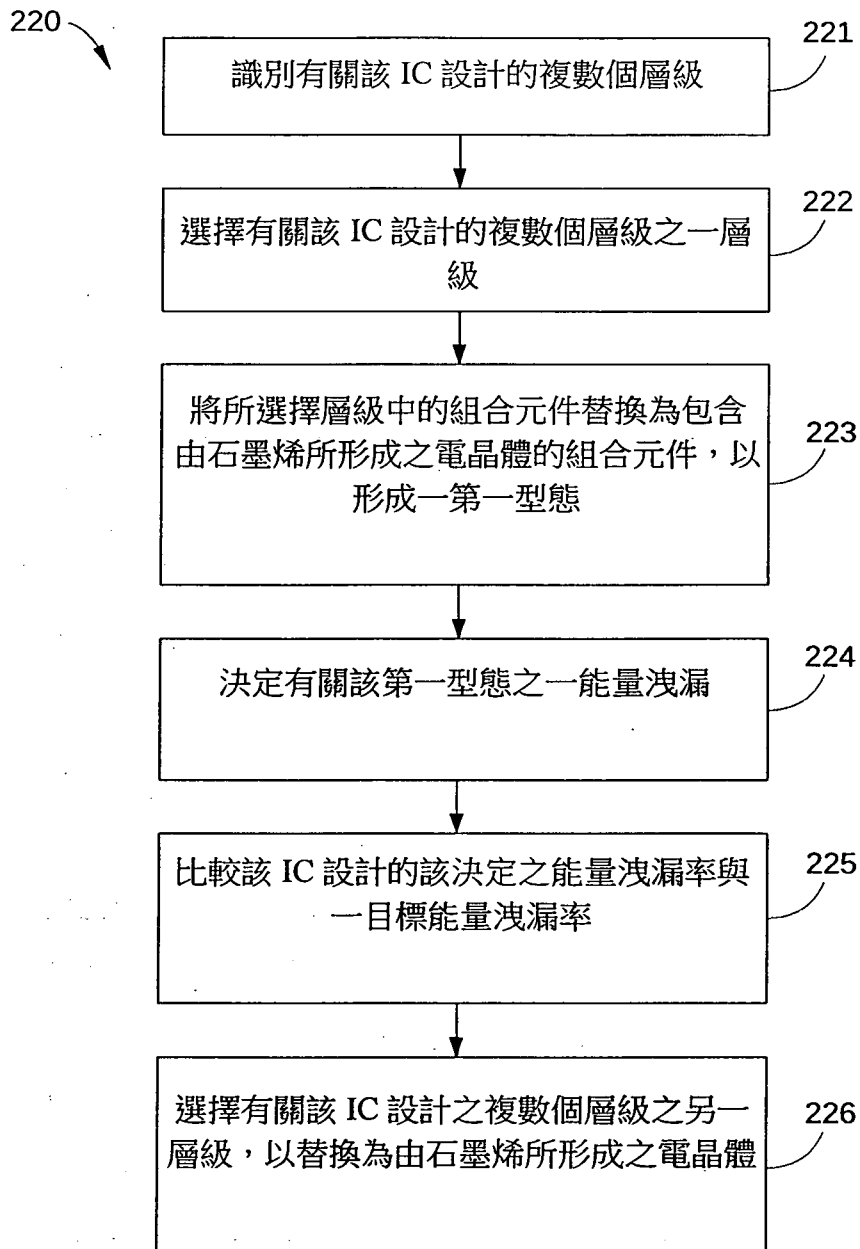 220
221
識別有關該 IC 設計的複數個層級
222
選擇有關該 IC 設計的複數個層級之一層
級
將所選擇層級中的組合元件替換為包含
由石墨烯所形成之電晶體的組合元件，以
形成一第一型態
223
224
決定有關該第一型態之一能量洩漏
比較該 IC 設計的該決定之能量洩漏率與
一目標能量洩漏率
225
選擇有關該 IC 設計之複數個層級之另一
層級，以替換為由石墨烯所形成之電晶體
226